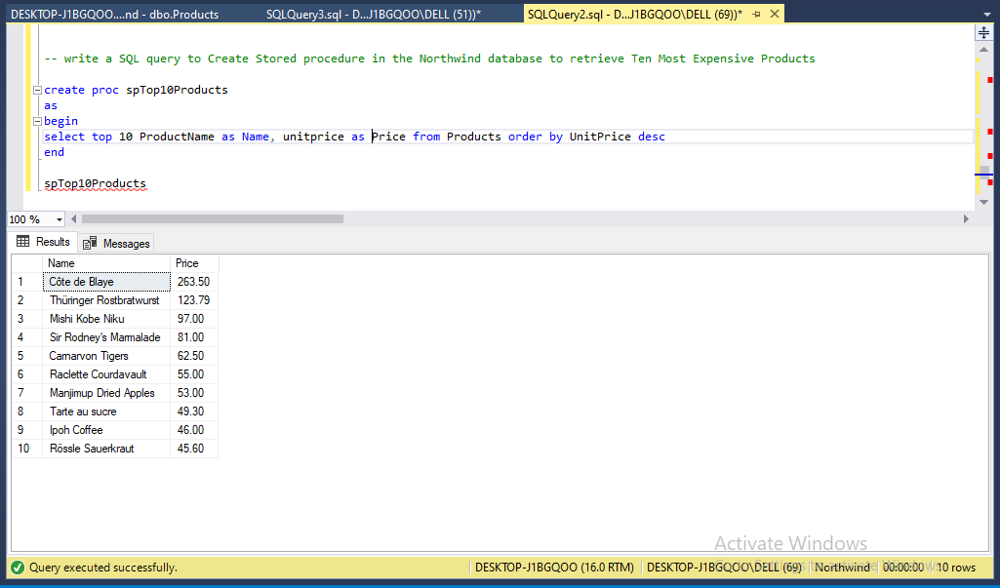 DESKTOP-J1BGQOO....nd - dbo.Products SQLQuery3.sql - D...J1BGQOO\DELL (51))* SQLQuery2.sql - D...J1BGQOO\DELL (69))*
-- write a SQL query to Create Stored procedure in the Northwind database to retrieve Ten Most Expensive Products
create proc spTop10Products
as
begin
select top 10 ProductName as Name, unitprice as Price from Products order by UnitPrice desc
end
spTop10Products
100 %
Results Messages
Name Price
1 Côte de Blaye 263.50
2 Thüringer Rostbratwurst 123.79
3 Mishi Kobe Niku 97.00
4 Sir Rodney's Marmalade 81.00
5 Carnarvon Tigers 62.50
6 Raclette Courdavault 55.00
7 Manjimup Dried Apples 53.00
8 Tarte au sucre 49.30
9 Ipoh Coffee 46.00
10 Rössle Sauerkraut 45.60
Activate Windows
Query executed successfully. DESKTOP-J1BGQOO (16.0 RTM) DESKTOP-J1BGQOO\DELL (69) Northwind 00:00:00 10 rows